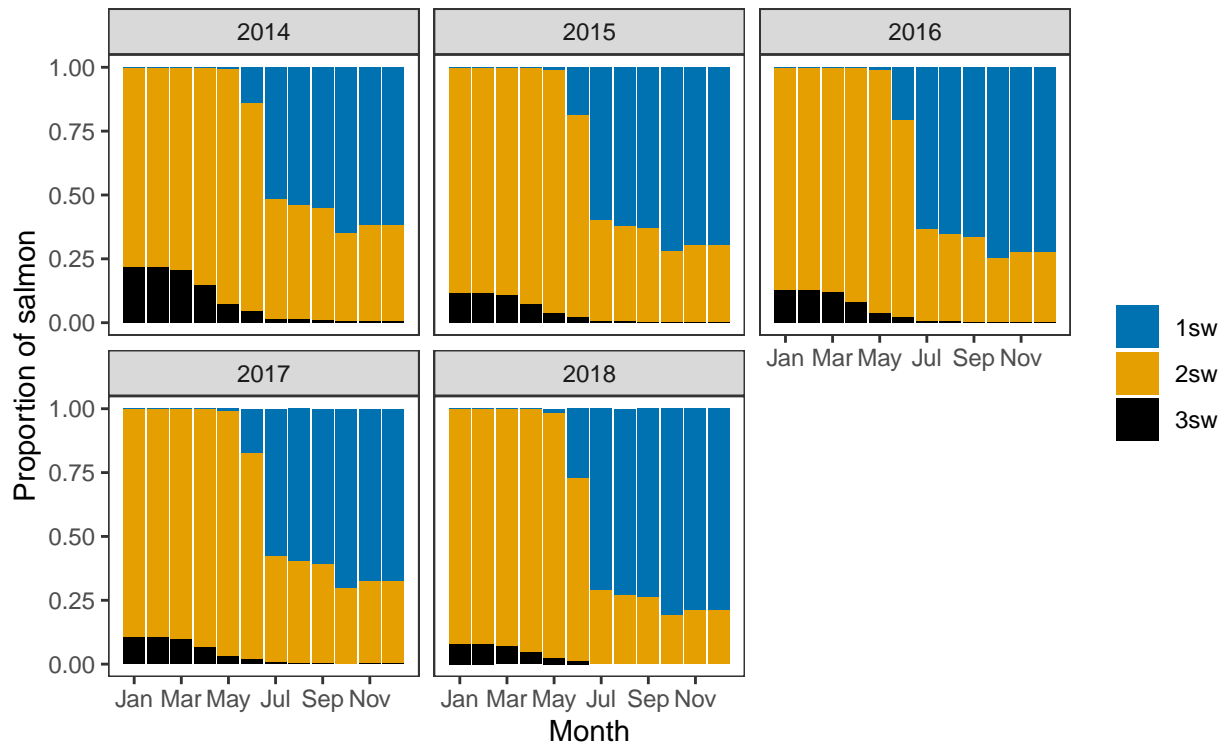 2014 2015 2016
1.00
0.75
0.50
0.25
0.00
Jan Mar May Jul Sep Nov
2017 2018
1.00
0.75
0.50
0.25
0.00
Jan Mar May Jul Sep Nov Jan Mar May Jul Sep Nov
Month
Proportion of salmon
1sw
2sw
3sw